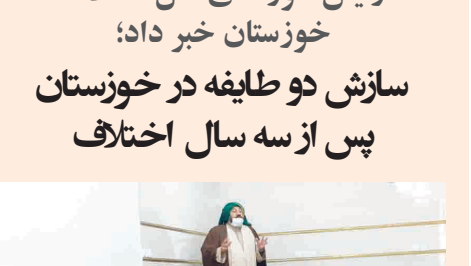 خوزستان خبر داد؛
سازش دو طایفه در خوزستان
پس از سه سال اختلاف